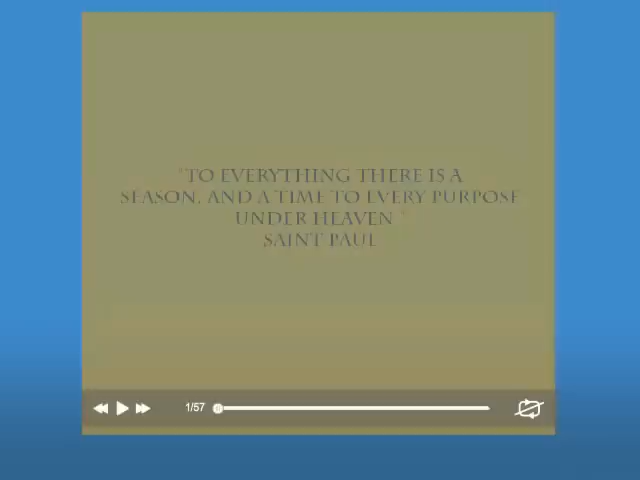 `TO EVERYTHING THERE IS A
SEASON, AND A TIME TO EVERY PURPOSE
UNDER HEAVEN `
SAINT PAUL
1/57